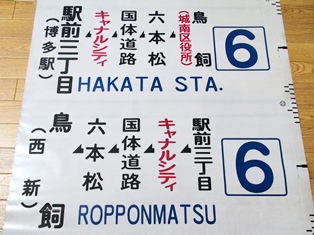 6
鳥飼
(城南区役所)
六本松
国体道路
キャナルシティ
駅前三丁目
(博多駅)
HAKATA STA.
6
駅前三丁目
キャナルシティ
国体道路
六本松
鳥飼
(西新)
ROPPONMATSU